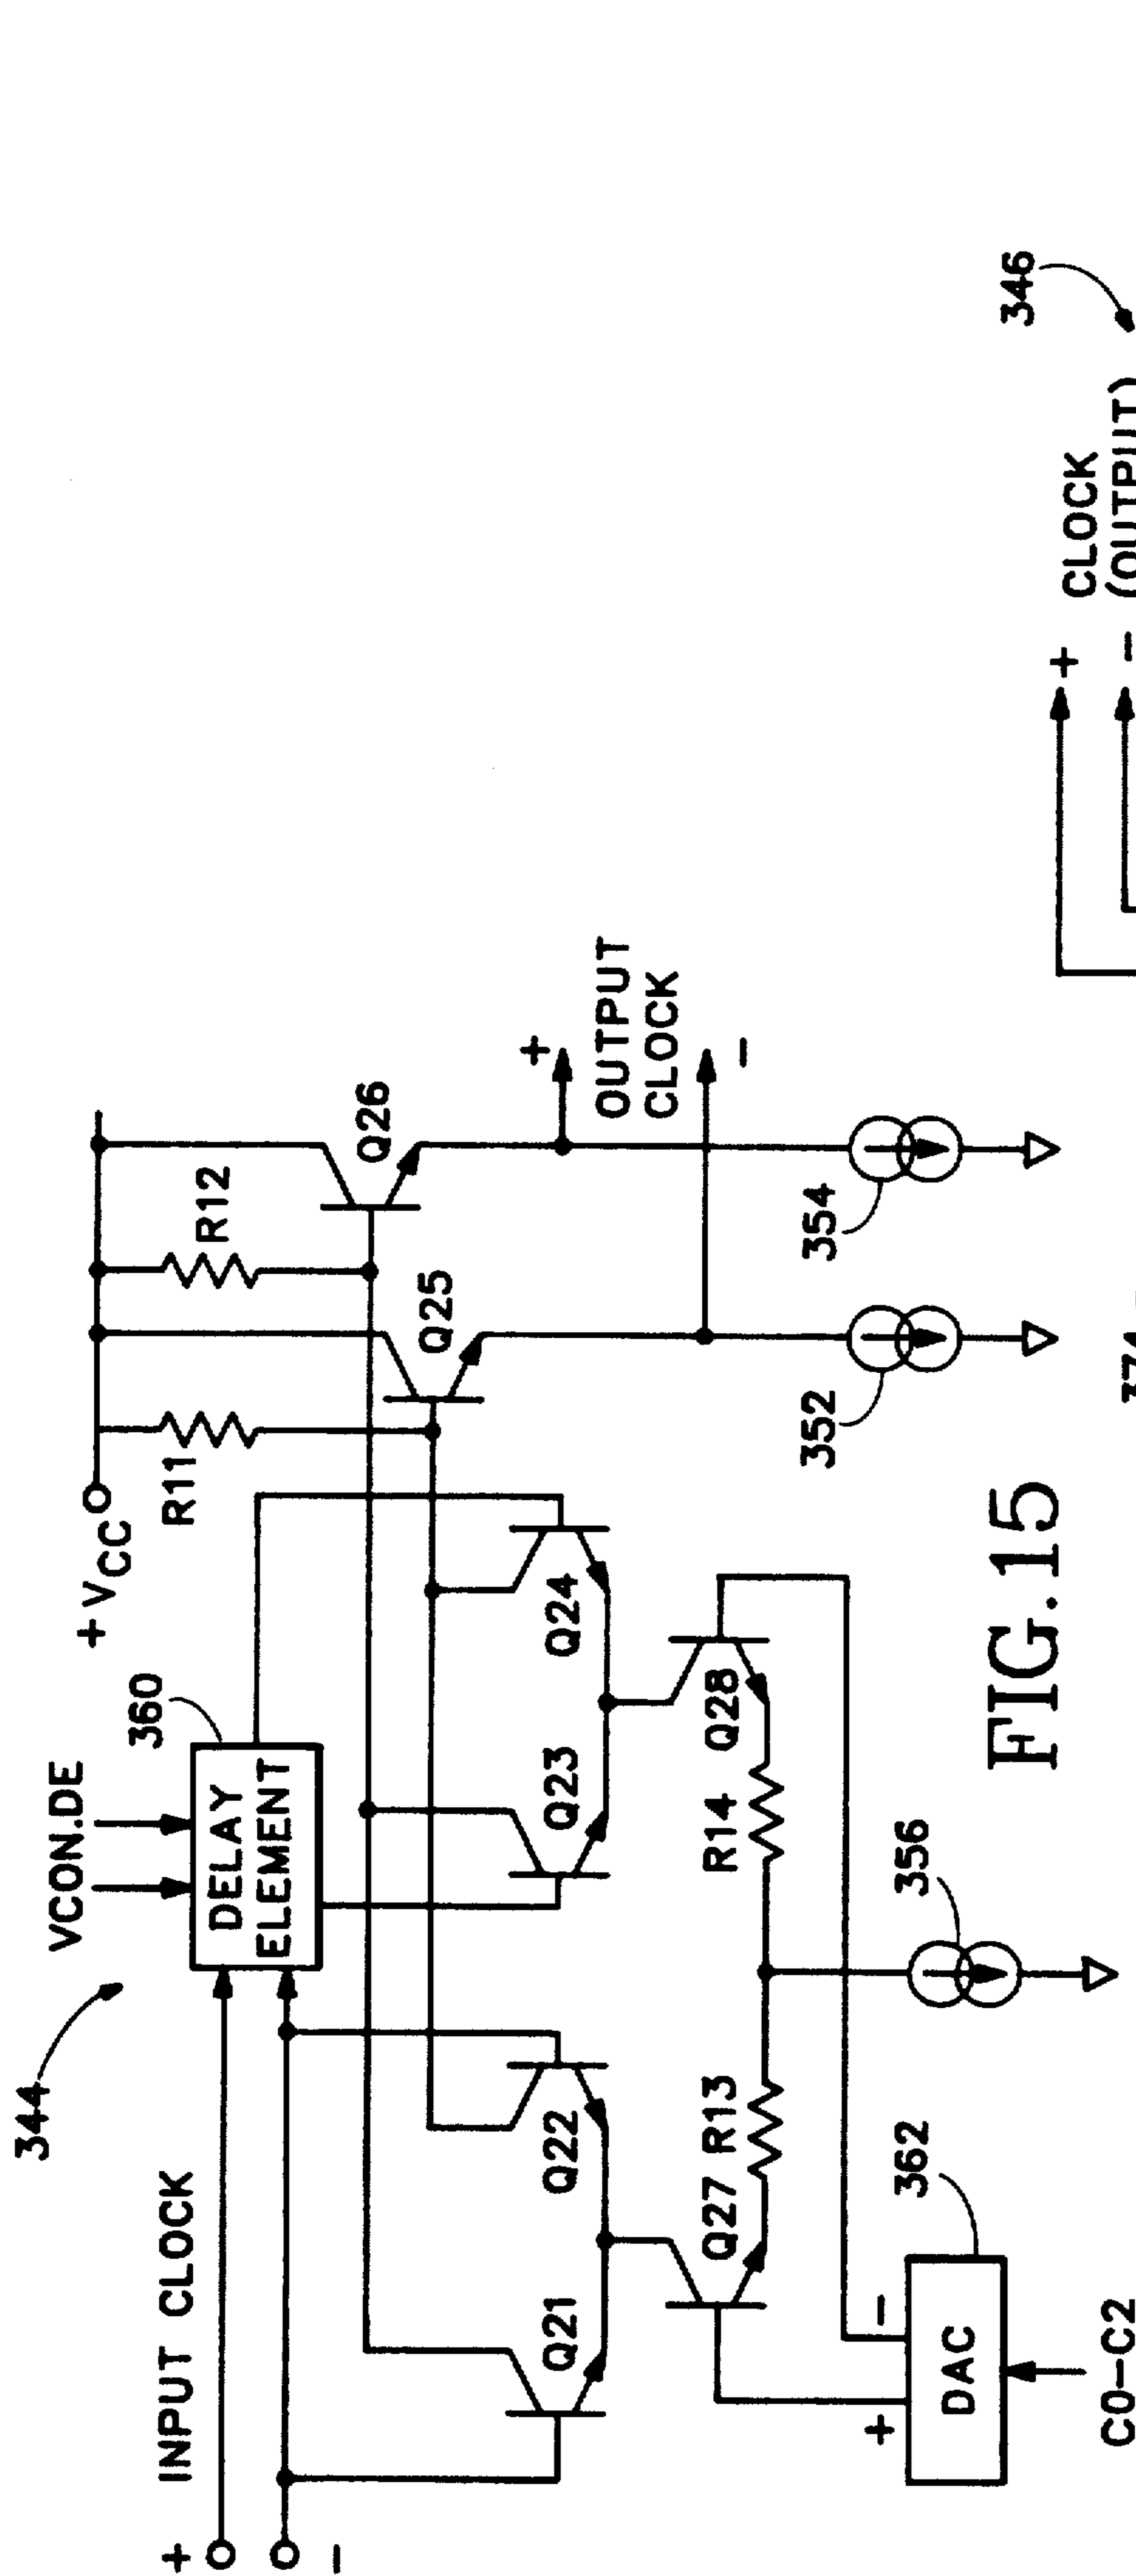 344
VCON.DE
+ INPUT CLOCK
-
DELAY
ELEMENT
360
+ VCC
R11
R12
Q21
Q22
Q23
Q24
Q25
Q26
+
OUTPUT
CLOCK
-
Q27
R13
R14
Q28
352
354
356
362
+
-
DAC
C0-C2
FIG.15
346
+
CLOCK
-
(OUTPUT)